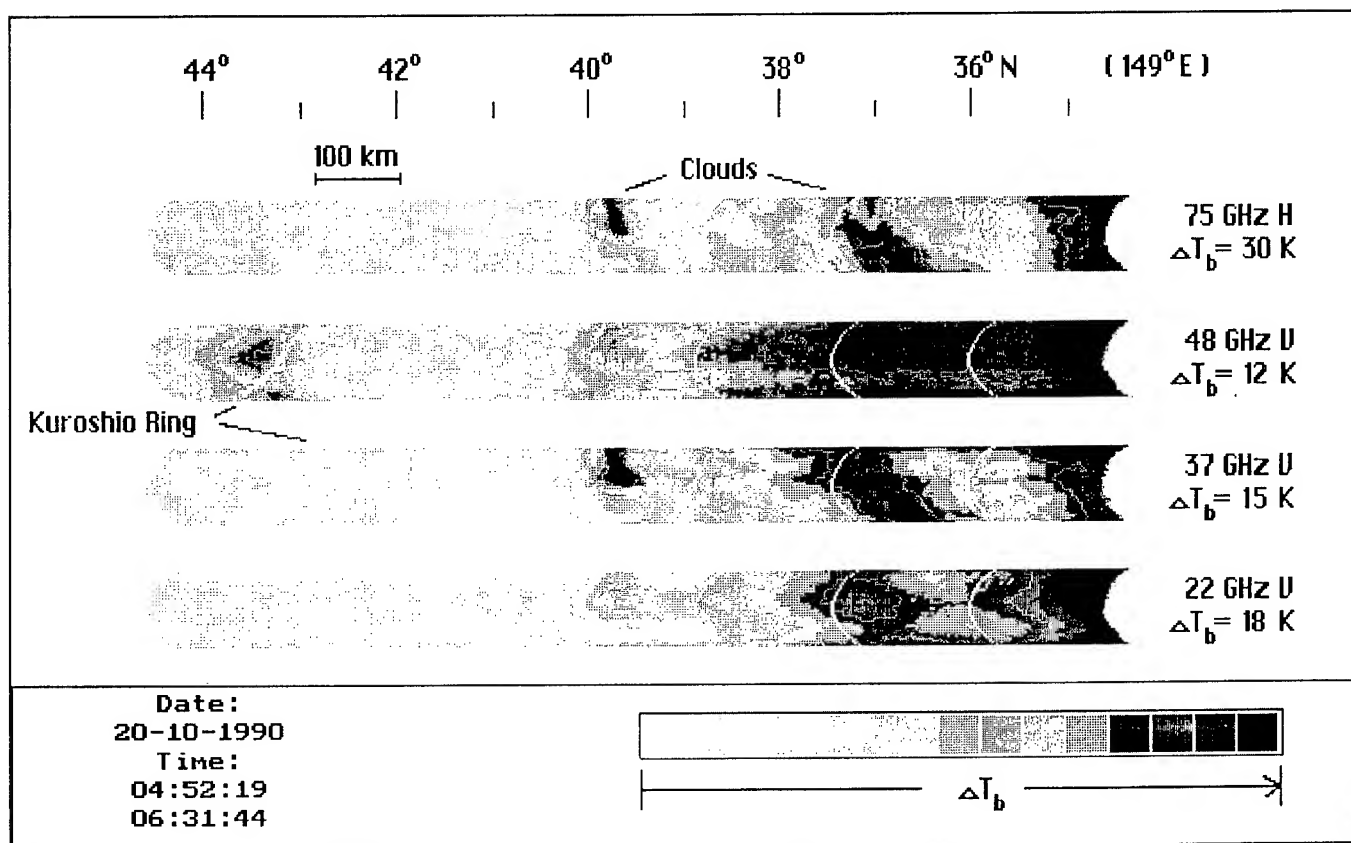 44° 42° 40° 38° 36° N (149° E)
100 km
Clouds
75 GHz H
ΔTb= 30 K
48 GHz V
ΔTb= 12 K
Kuroshio Ring
37 GHz V
ΔTb= 15 K
22 GHz V
ΔTb= 18 K
Date:
20-10-1990
Time:
04:52:19
06:31:44
ΔTb